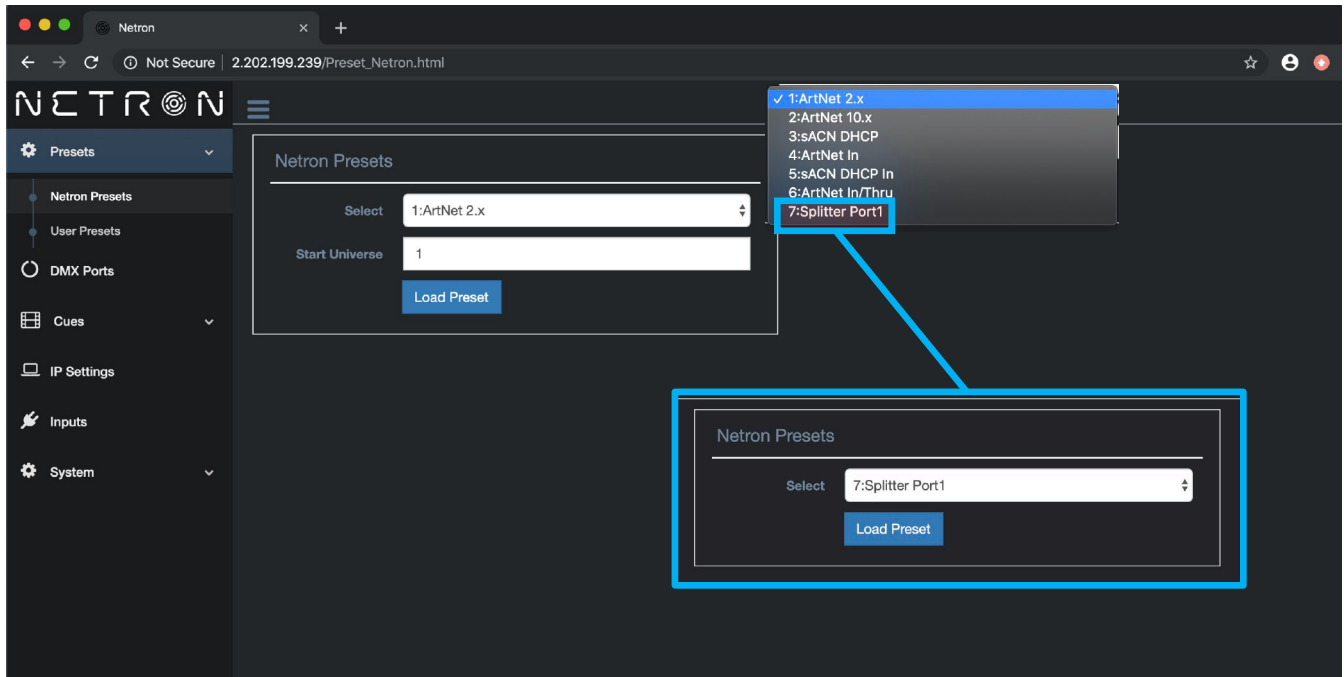 Netron
Not Secure | 2.202.199.239/Preset_Netron.html
NETRON
Presets
Netron Presets
User Presets
DMX Ports
Cues
IP Settings
Inputs
System
Netron Presets
Select 1:ArtNet 2.x
Start Universe 1
Load Preset
✓ 1:ArtNet 2.x
2:ArtNet 10.x
3:sACN DHCP
4:ArtNet In
5:sACN DHCP In
6:ArtNet In/Thru
7:Splitter Port1
Netron Presets
Select 7:Splitter Port1
Load Preset